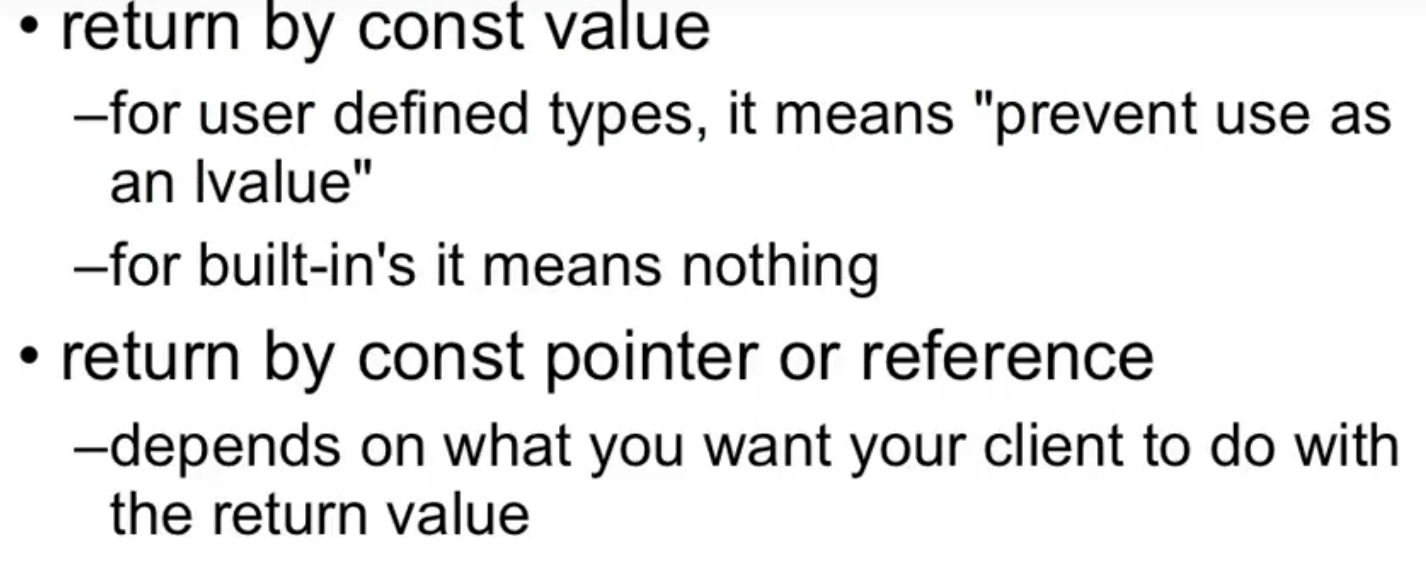 • return by const value
–for user defined types, it means "prevent use as
an lvalue"
–for built-in's it means nothing
• return by const pointer or reference
–depends on what you want your client to do with
the return value